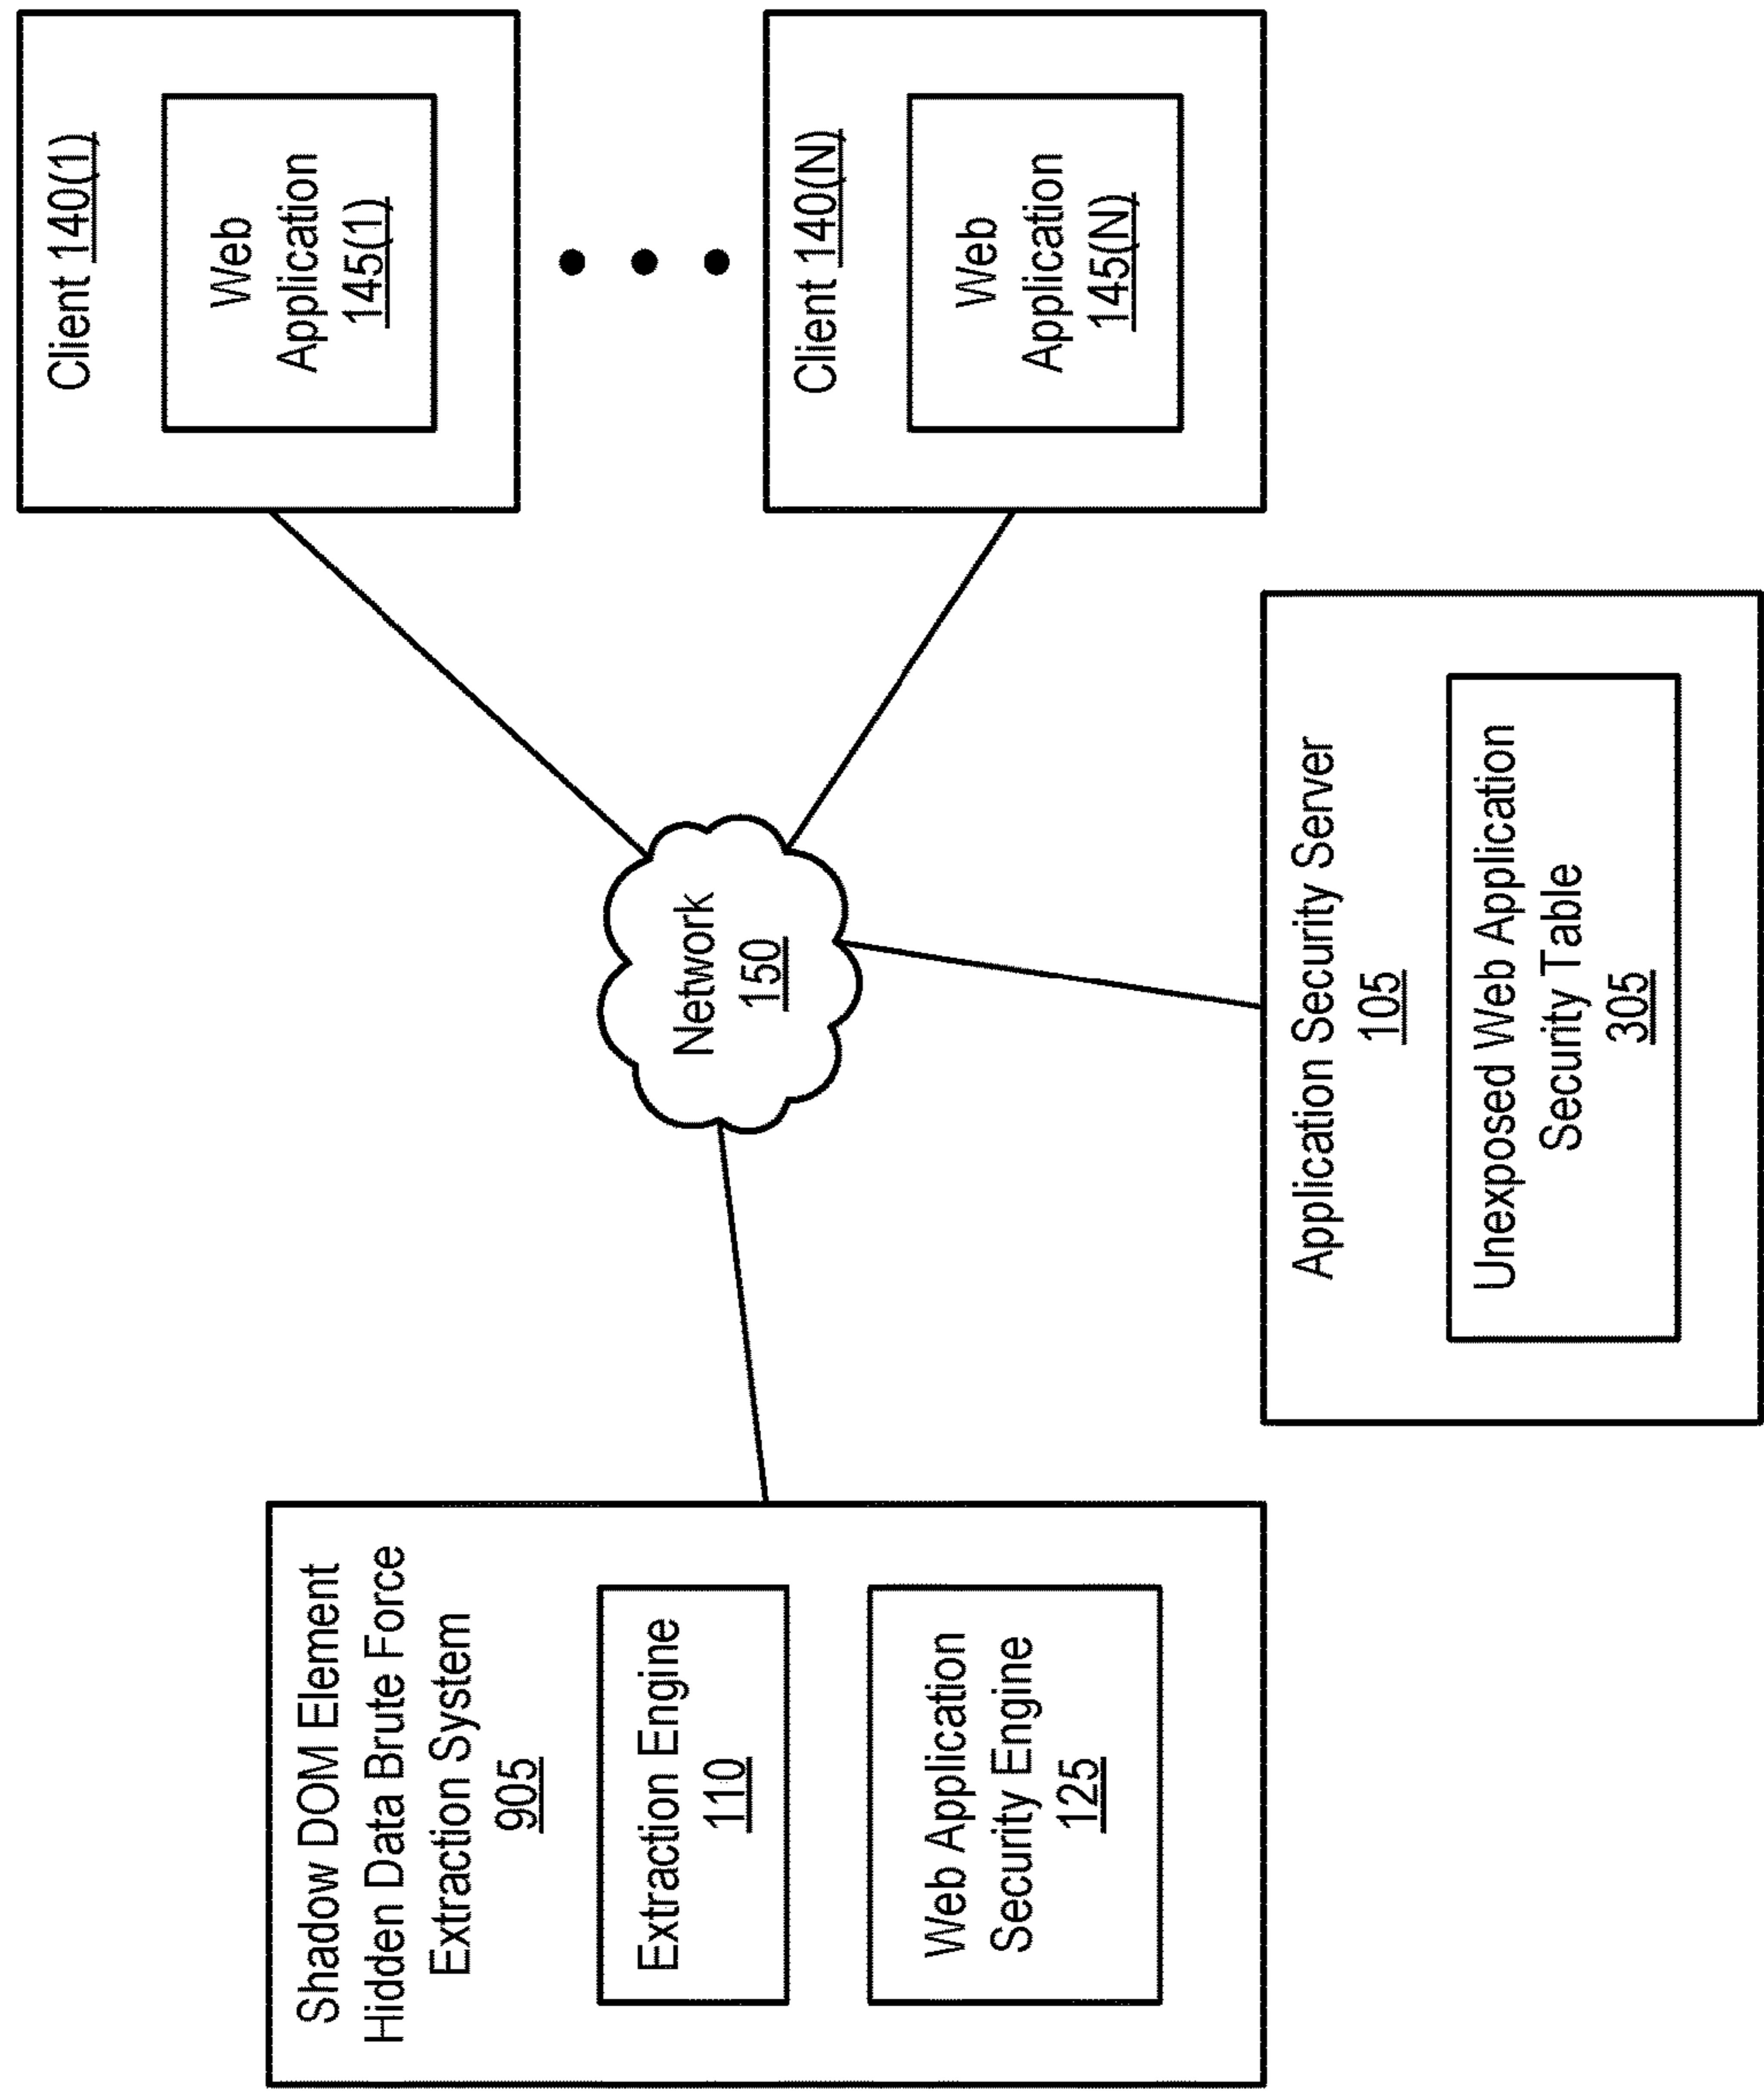 Shadow DOM Element
Hidden Data Brute Force
Extraction System
905
Extraction Engine
110
Web Application
Security Engine
125
Network
150
Application Security Server
105
Unexposed Web Application
Security Table
305
Client 140(1)
Web
Application
145(1)
Client 140(N)
Web
Application
145(N)